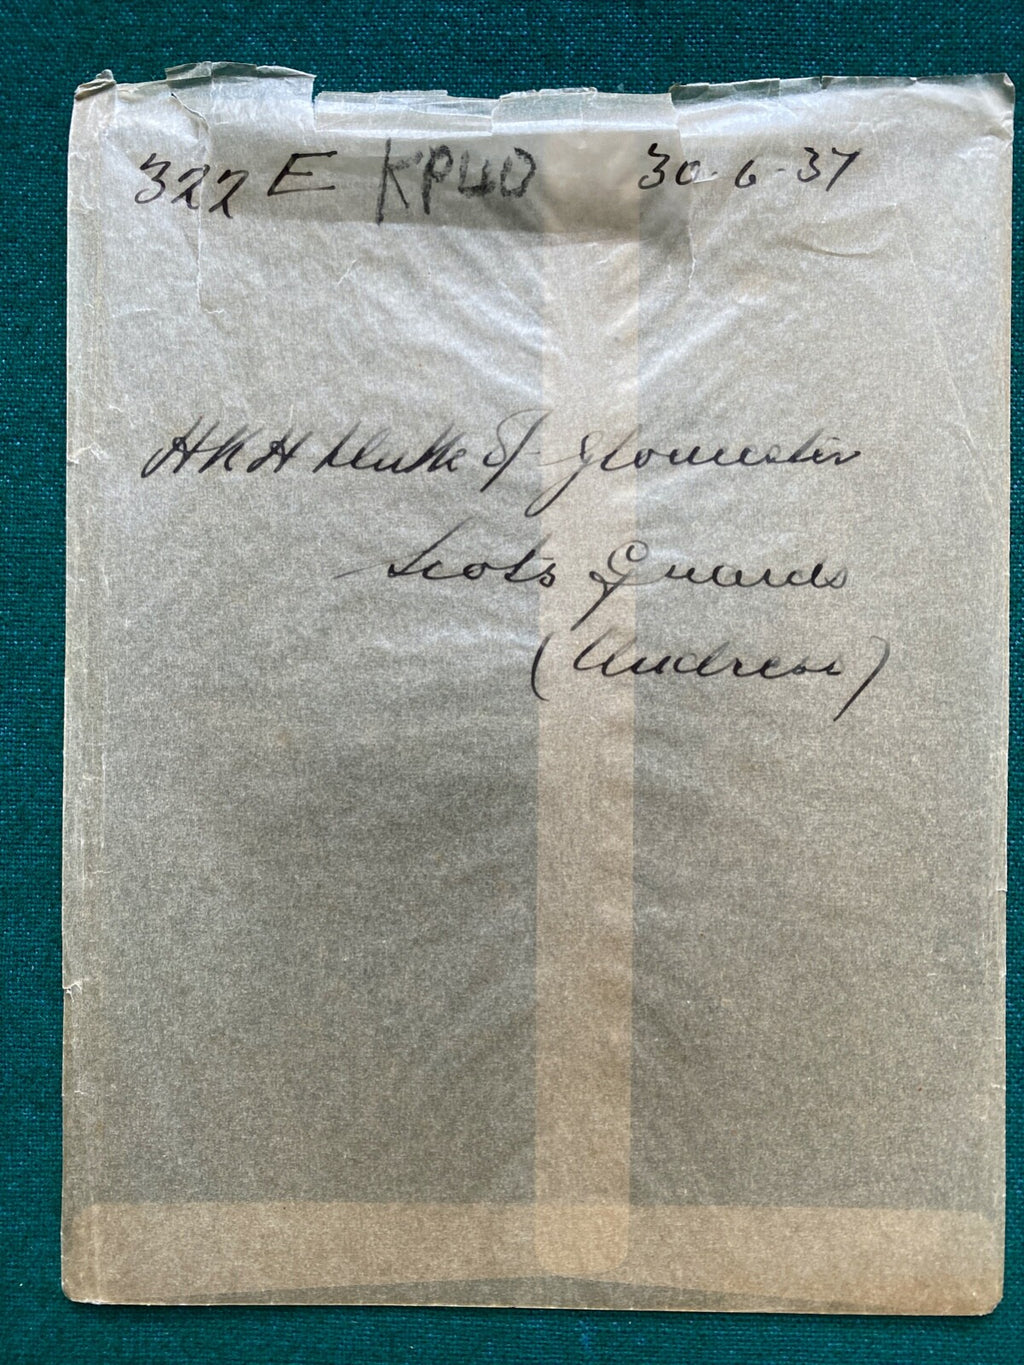 322 E KP40 30-6-37
HRH Duke of Gloucester
Scots Guards
(Undress)